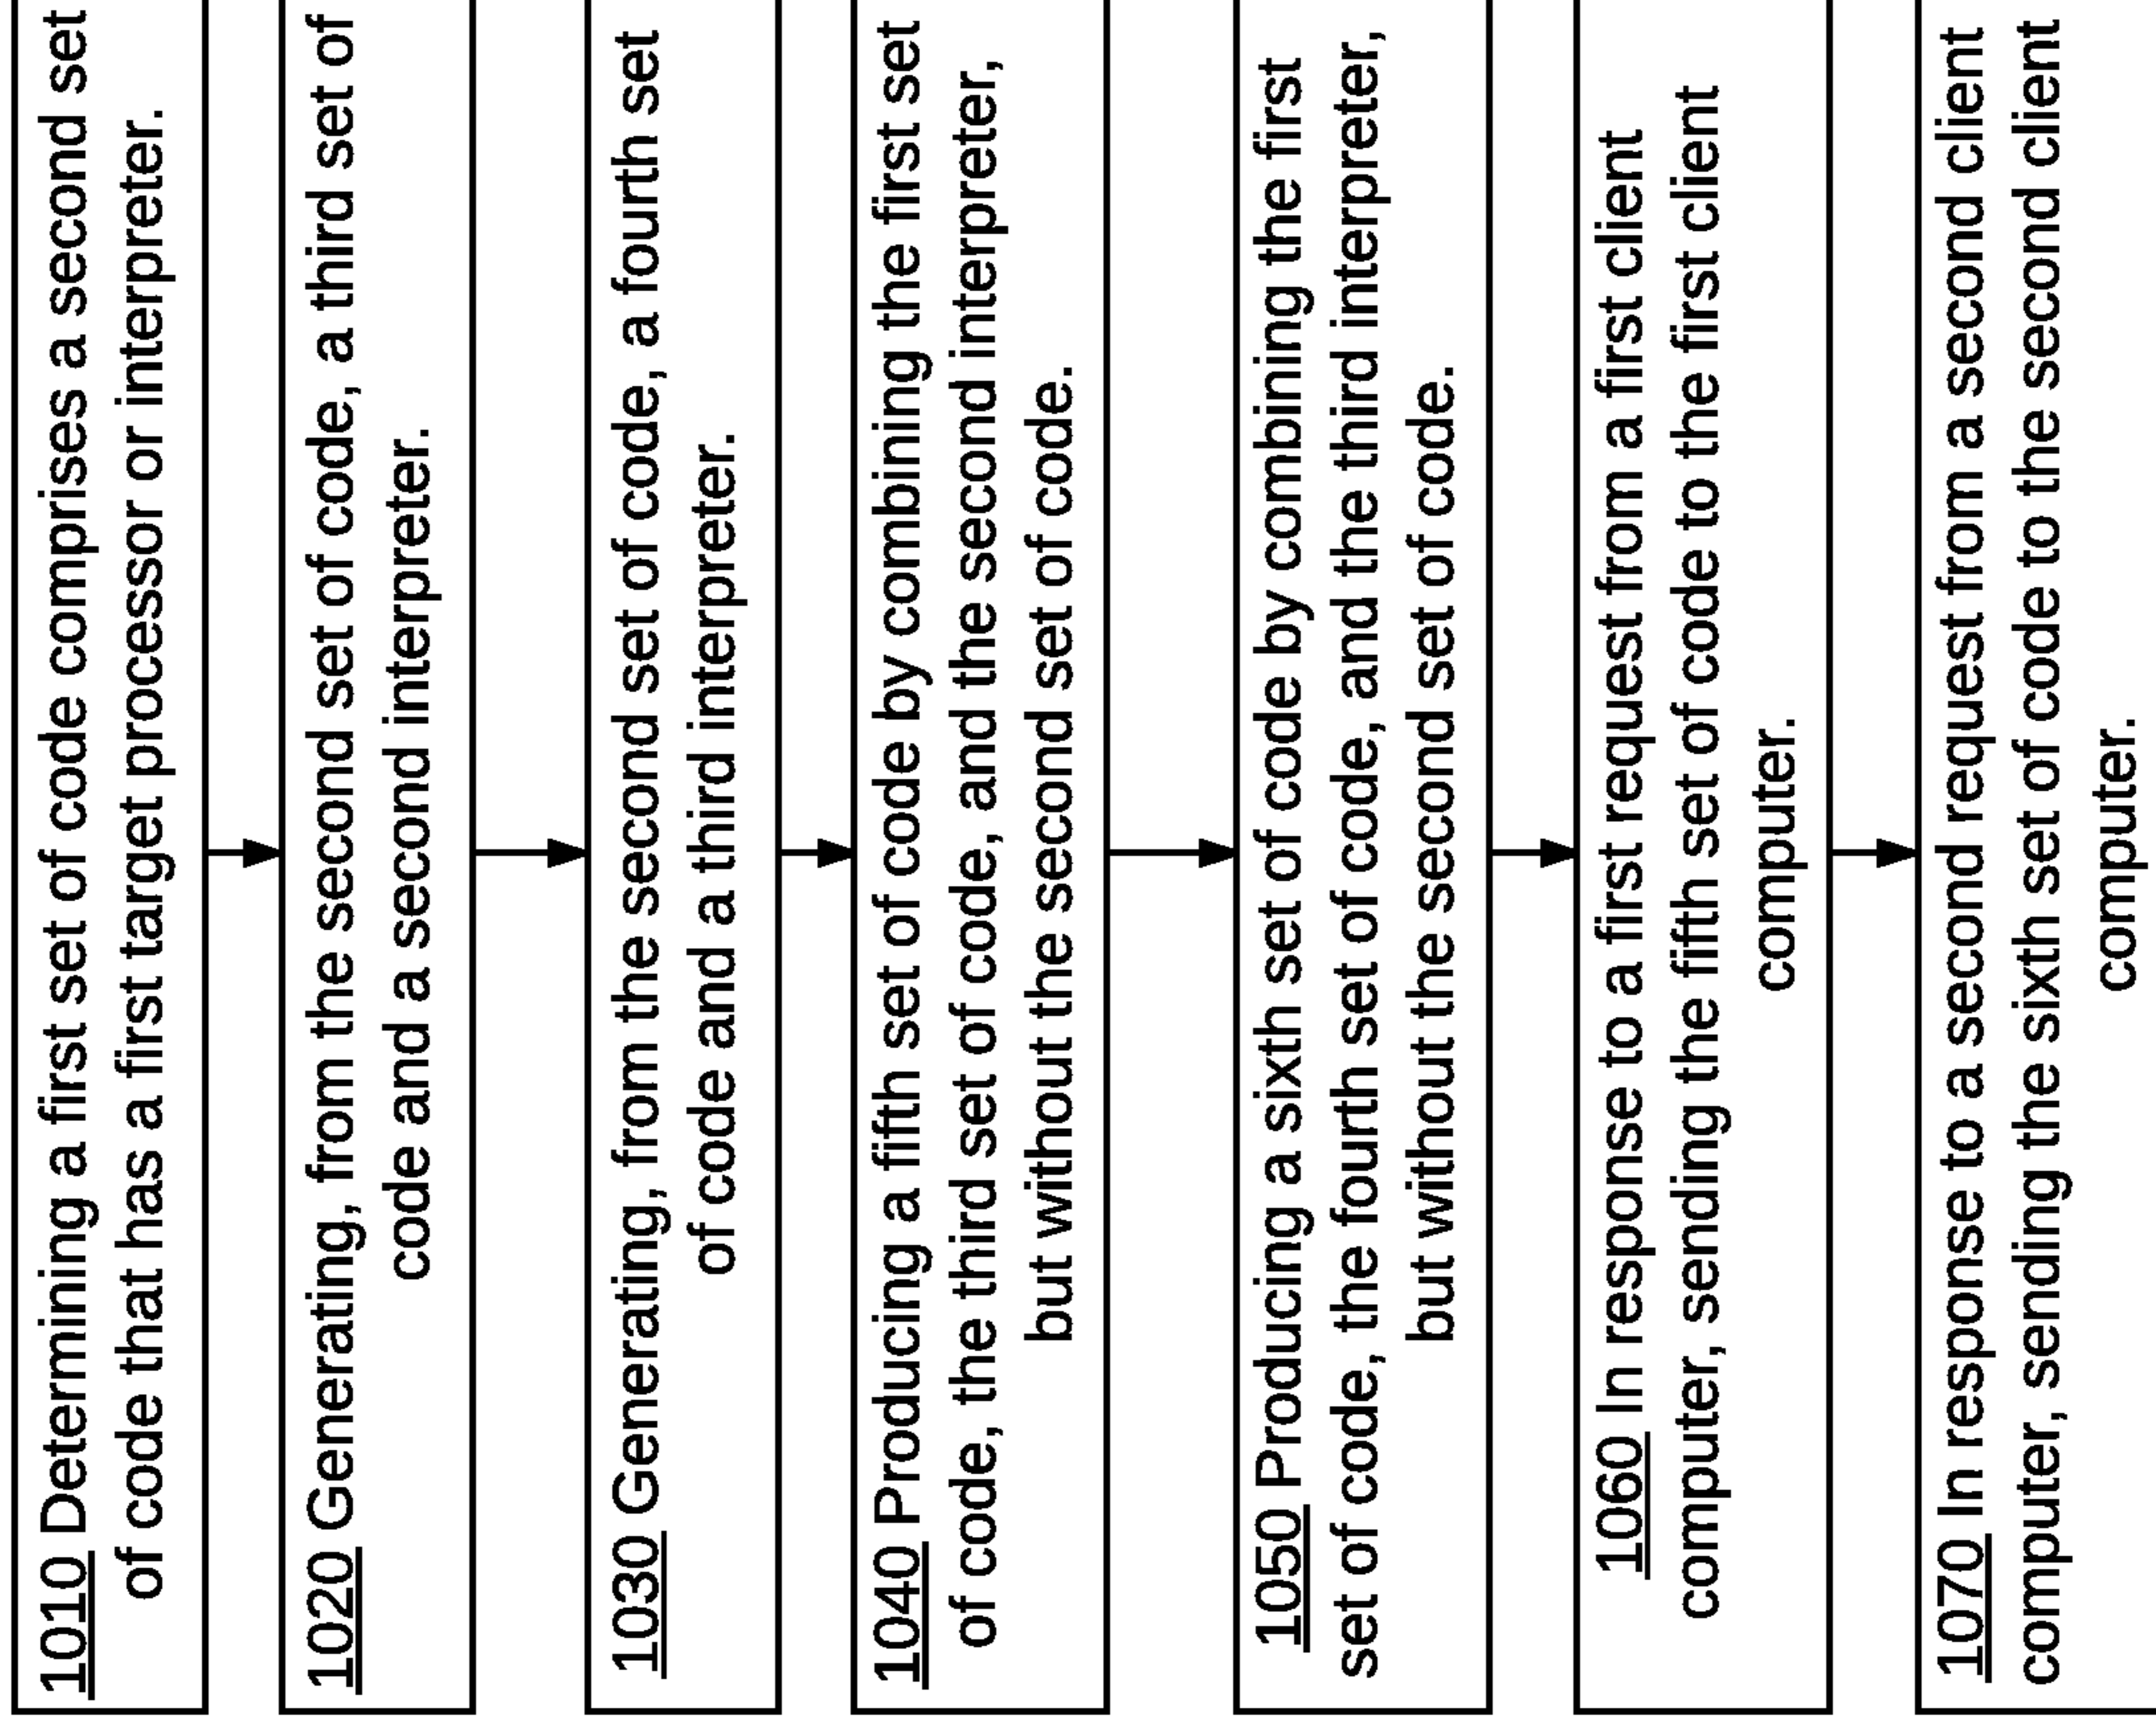 1010 Determining a first set of code comprises a second set
of code that has a first target processor or interpreter.
1020 Generating, from the second set of code, a third set of
code and a second interpreter.
1030 Generating, from the second set of code, a fourth set
of code and a third interpreter.
1040 Producing a fifth set of code by combining the first set
of code, the third set of code, and the second interpreter,
but without the second set of code.
1050 Producing a sixth set of code by combining the first
set of code, the fourth set of code, and the third interpreter,
but without the second set of code.
1060 In response to a first request from a first client
computer, sending the fifth set of code to the first client
computer.
1070 In response to a second request from a second client
computer, sending the sixth set of code to the second client
computer.